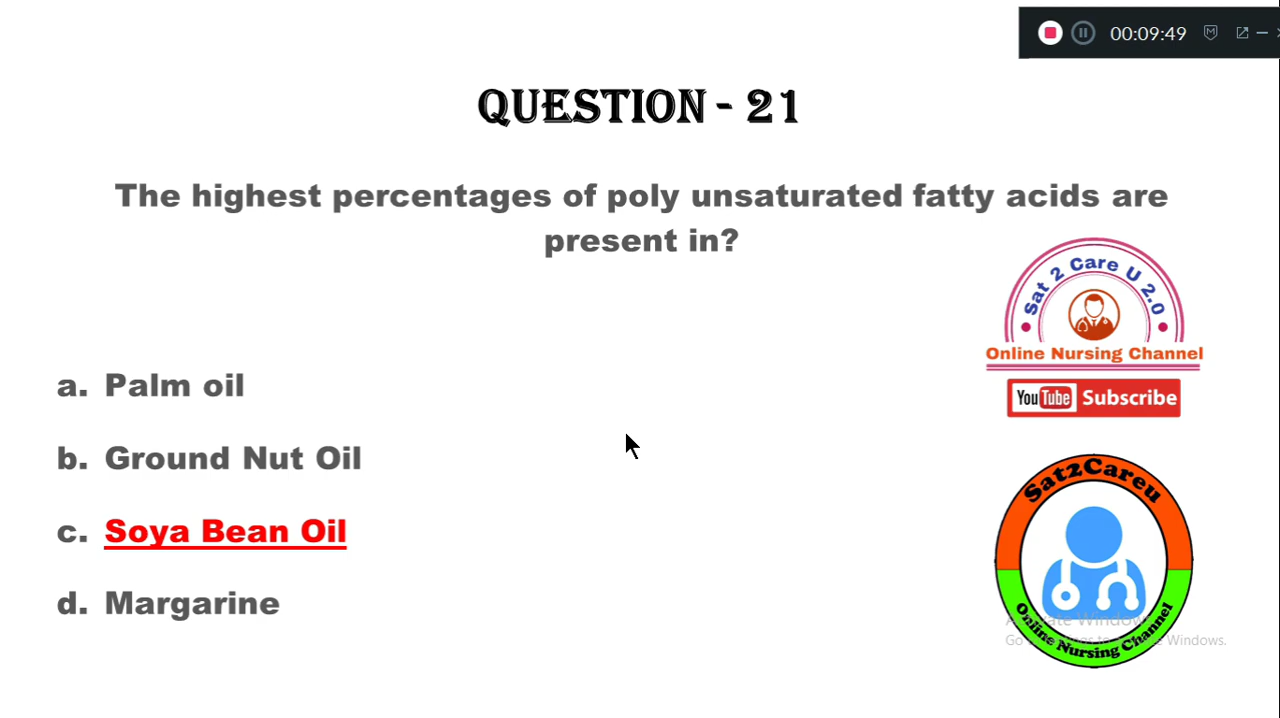 00:09:49
QUESTION - 21
The highest percentages of poly unsaturated fatty acids are
present in?
Sat 2 Care U 2.0
Online Nursing Channel
YouTube Subscribe
a. Palm oil
b. Ground Nut Oil
c. Soya Bean Oil
d. Margarine
Sat2Careu
Online Nursing Channel
Windows.